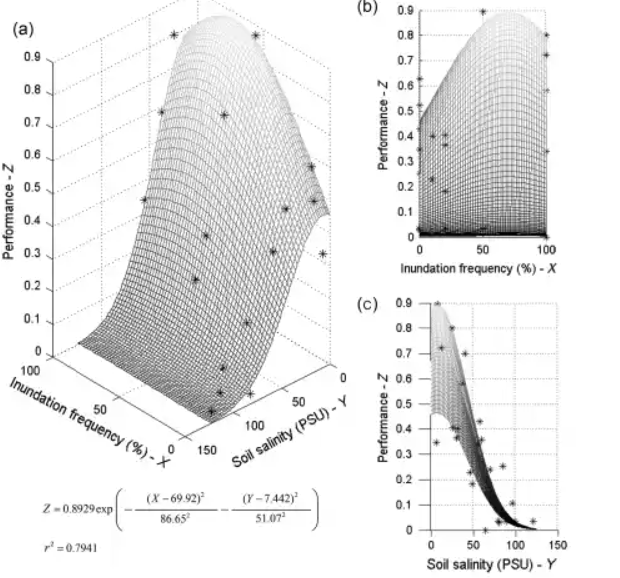 (a)
0.9
0.8
0.7
0.6
0.5
0.4
0.3
0.2
0.1
0
Performance - Z
100
50
0
Inundation frequency (%) - X
150
100
50
0
Soil salinity (PSU) - Y
Z = 0.8929 exp ( - (X − 69.92)² / 86.65² - (Y − 7.442)² / 51.07² )
r² = 0.7941
(b)
0.9
0.8
0.7
0.6
0.5
0.4
0.3
0.2
0.1
0
Performance - Z
0 50 100
Inundation frequency (%) - X
(c)
0.9
0.8
0.7
0.6
0.5
0.4
0.3
0.2
0.1
0
Performance - Z
0 50 100 150
Soil salinity (PSU) - Y